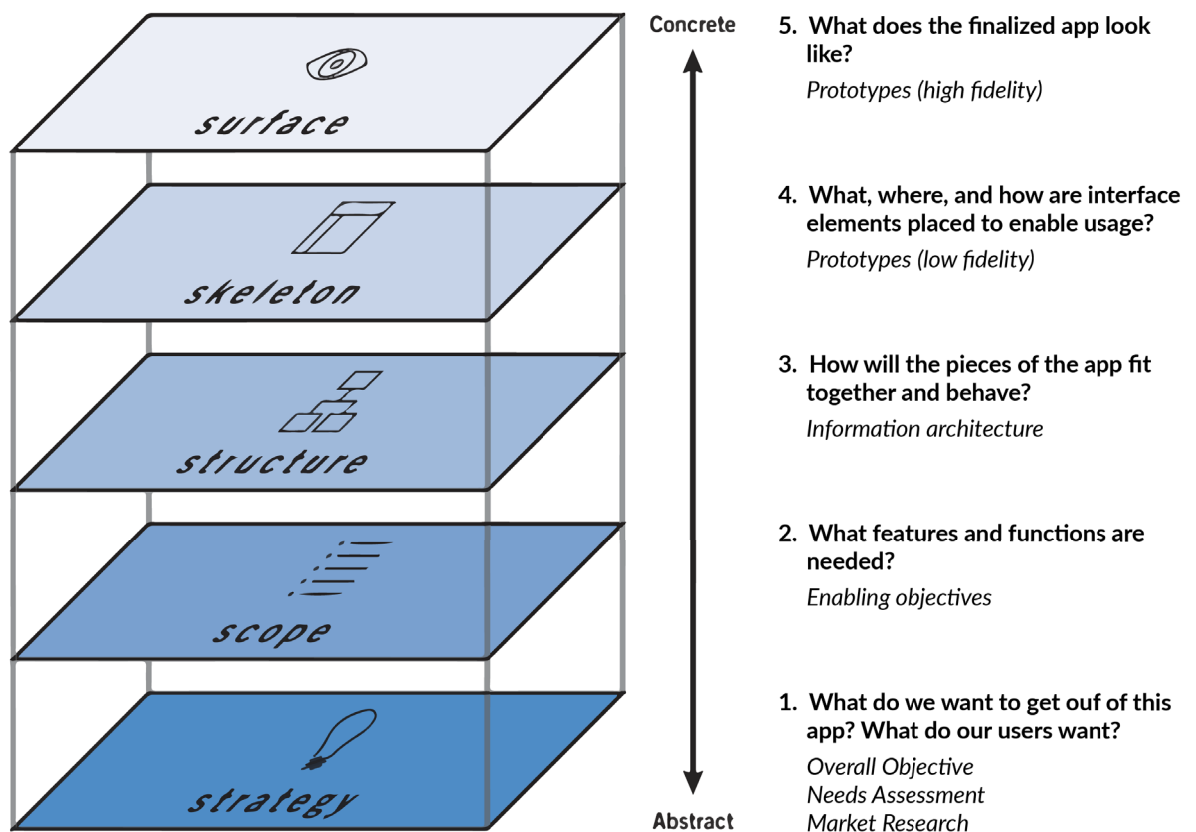 surface
skeleton
structure
scope
strategy
Concrete
Abstract
5. What does the finalized app look
like?
Prototypes (high fidelity)
4. What, where, and how are interface
elements placed to enable usage?
Prototypes (low fidelity)
3. How will the pieces of the app fit
together and behave?
Information architecture
2. What features and functions are
needed?
Enabling objectives
1. What do we want to get ouf of this
app? What do our users want?
Overall Objective
Needs Assessment
Market Research